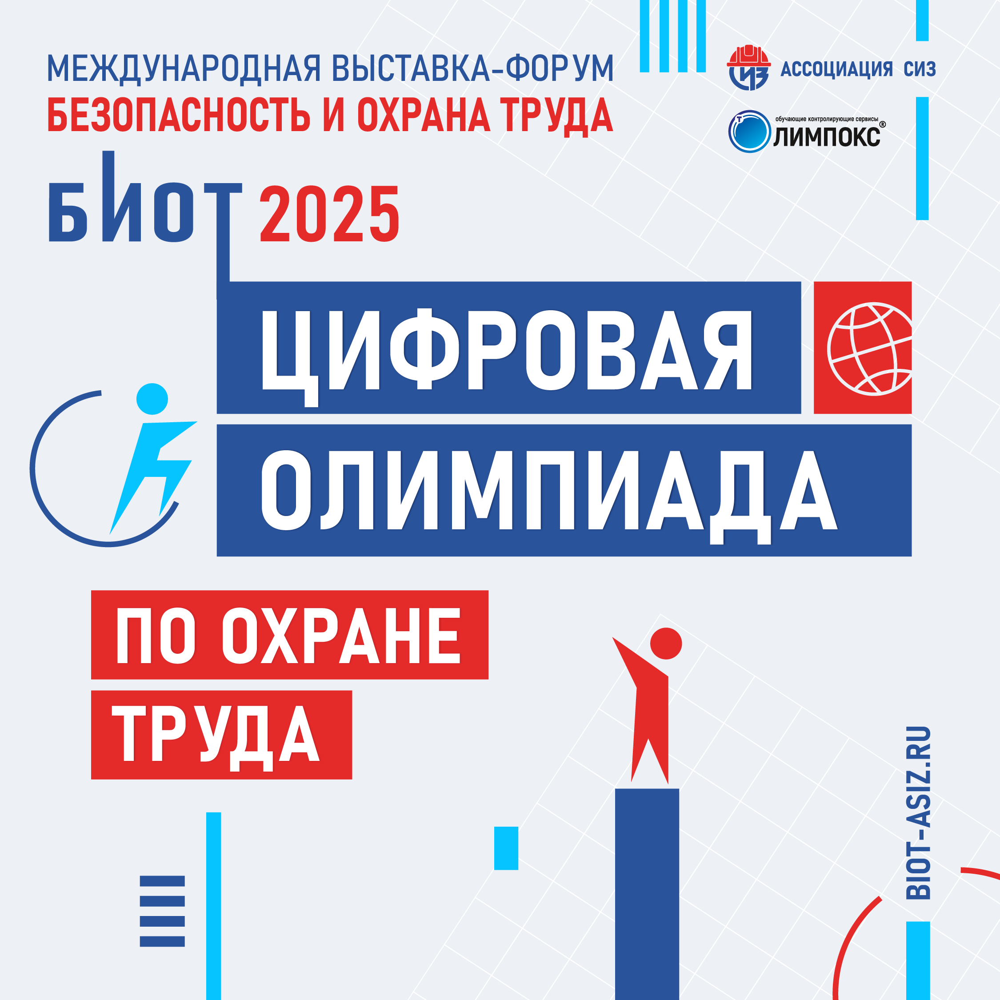 МЕЖДУНАРОДНАЯ ВЫСТАВКА-ФОРУМ
БЕЗОПАСНОСТЬ И ОХРАНА ТРУДА
БИОТ 2025
СИЗ АССОЦИАЦИЯ СИЗ
обучающие контролирующие сервисы
Т ОЛИМПОКС®
ЦИФРОВАЯ
ОЛИМПИАДА
ПО ОХРАНЕ
ТРУДА
BIOT-ASIZ.RU